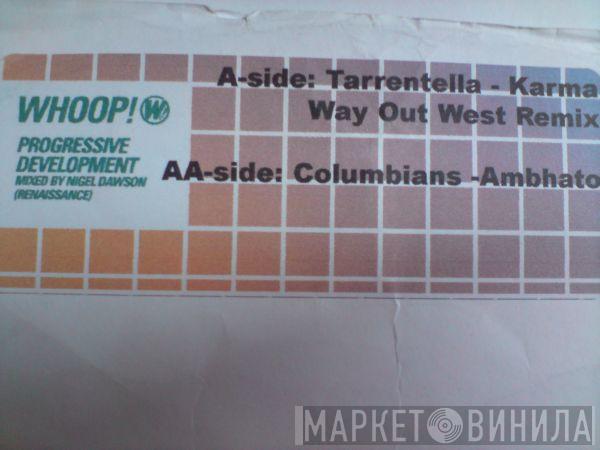 A-side: Tarrentella - Karma
Way Out West Remix
WHOOP! W
PROGRESSIVE
DEVELOPMENT
MIXED BY NIGEL DAWSON
(RENAISSANCE)
AA-side: Columbians -Ambhato
МАРКЕТ ВИНИЛА